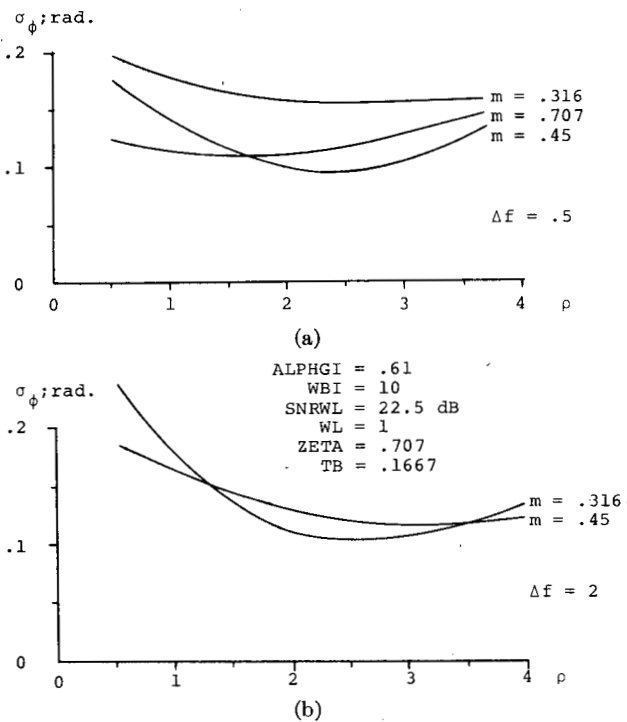 σϕ;rad.
.2
m = .316
m = .707
m = .45
.1
Δf = .5
0
0 1 2 3 4 ρ
(a)
ALPHGI = .61
WBI = 10
SNRWL = 22.5 dB
WL = 1
ZETA = .707
TB = .1667
σϕ;rad.
.2
m = .316
m = .45
.1
Δf = 2
0
0 1 2 3 4 ρ
(b)